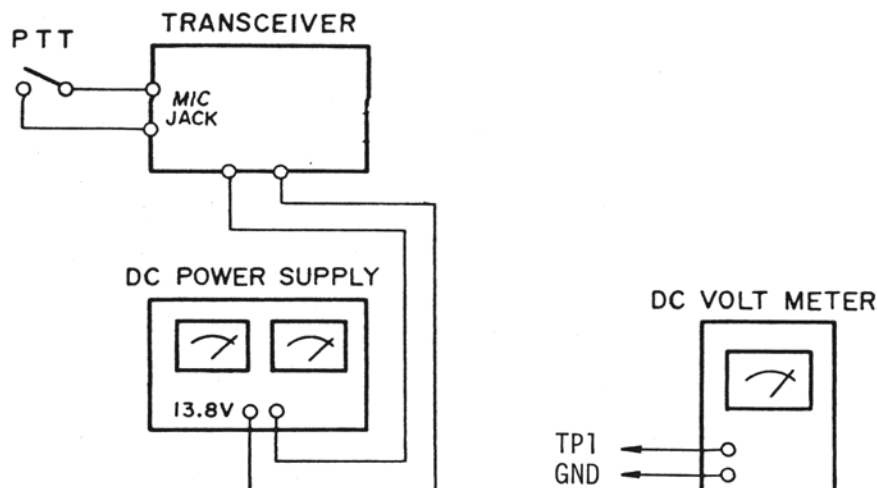 TRANSCEIVER
PTT
MIC
JACK
DC POWER SUPPLY
13.8V
DC VOLT METER
TP1
GND